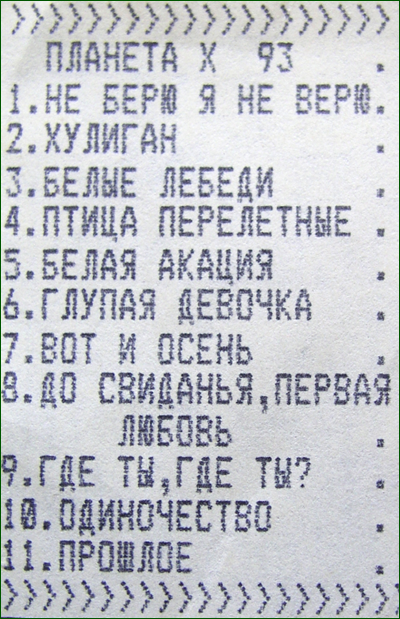 >>>>>>>>>>>>>>>>>>>>
ПЛАНЕТА Х 93 .
1.НЕ БЕРЮ Я НЕ ВЕРЮ.
2.ХУЛИГАН .
3.БЕЛЫЕ ЛЕБЕДИ .
4.ПТИЦА ПЕРЕЛЕТНЫЕ .
5.БЕЛАЯ АКАЦИЯ .
6.ГЛУПАЯ ДЕВОЧКА .
7.ВОТ И ОСЕНЬ .
8.ДО СВИДАНЬЯ,ПЕРВАЯ
ЛЮБОВЬ .
9.ГДЕ ТЫ,ГДЕ ТЫ? .
10.ОДИНОЧЕСТВО .
11.ПРОШЛОЕ .
>>>>>>>>>>>>>>>>>>>>